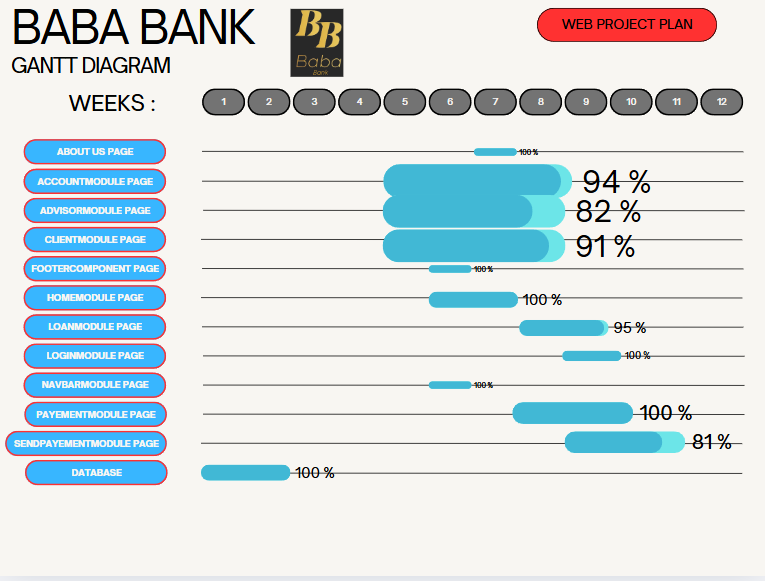 BABA BANK
GANTT DIAGRAM
BB
Baba
Bank
WEB PROJECT PLAN
WEEKS :
1 2 3 4 5 6 7 8 9 10 11 12
ABOUT US PAGE 100 %
ACCOUNTMODULE PAGE 94 %
ADVISORMODULE PAGE 82 %
CLIENTMODULE PAGE 91 %
FOOTERCOMPONENT PAGE 100 %
HOMEMODULE PAGE 100 %
LOANMODULE PAGE 95 %
LOGINMODULE PAGE 100 %
NAVBARMODULE PAGE 100 %
PAYEMENTMODULE PAGE 100 %
SENDPAYEMENTMODULE PAGE 81 %
DATABASE 100 %